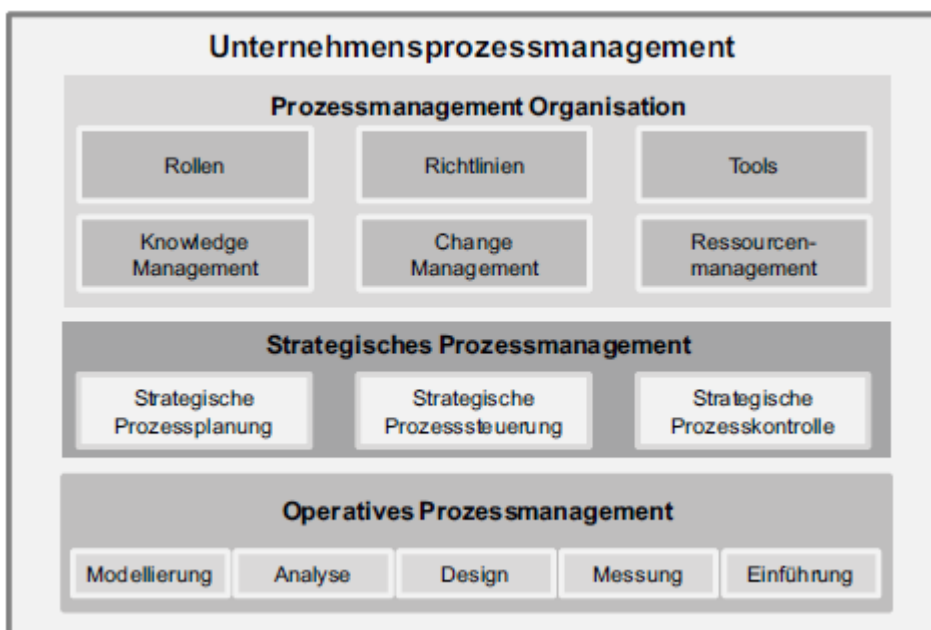 Unternehmensprozessmanagement
Prozessmanagement Organisation
Rollen
Richtlinien
Tools
Knowledge
Management
Change
Management
Ressourcen-
management
Strategisches Prozessmanagement
Strategische
Prozessplanung
Strategische
Prozesssteuerung
Strategische
Prozesskontrolle
Operatives Prozessmanagement
Modellierung
Analyse
Design
Messung
Einführung